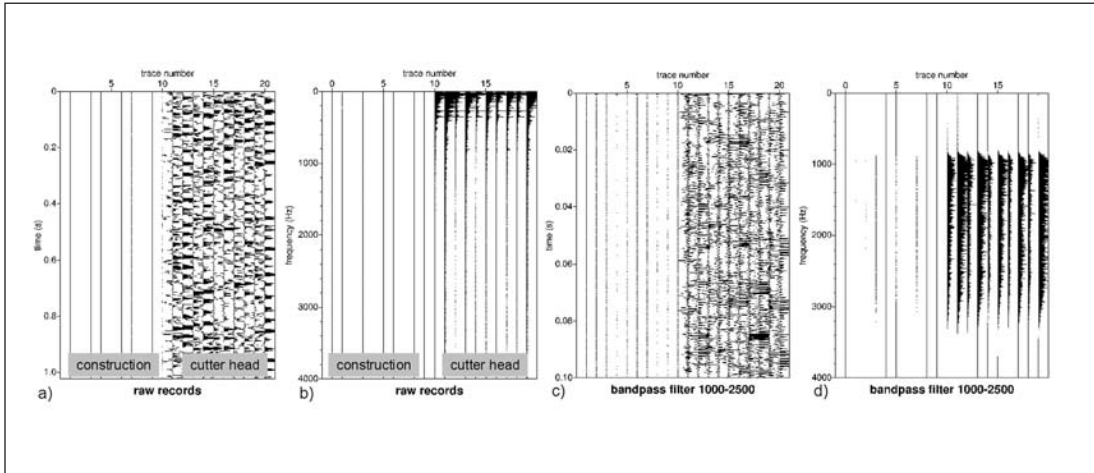 trace number
5 10 15 20
0
0.2
0.4
0.6
0.8
1.0
time (s)
construction cutter head
a)
raw records
trace number
0 5 10 15
0
1000
2000
3000
4000
frequency (Hz)
construction cutter head
b)
raw records
trace number
5 10 15 20
0
0.02
0.04
0.06
0.08
0.10
time (s)
c)
bandpass filter 1000-2500
trace number
0 5 10 15
0
1000
2000
3000
4000
frequency (Hz)
d)
bandpass filter 1000-2500